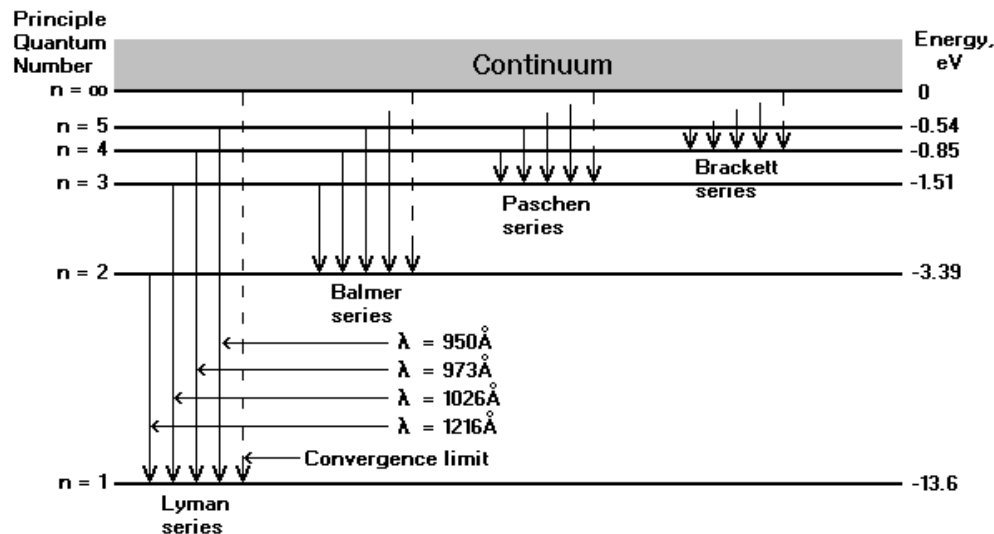 Principle
Quantum
Number
Energy,
eV
Continuum
n = ∞
0
n = 5
-0.54
n = 4
-0.85
n = 3
-1.51
Brackett
series
Paschen
series
n = 2
-3.39
Balmer
series
λ = 950Å
λ = 973Å
λ = 1026Å
λ = 1216Å
Convergence limit
n = 1
-13.6
Lyman
series